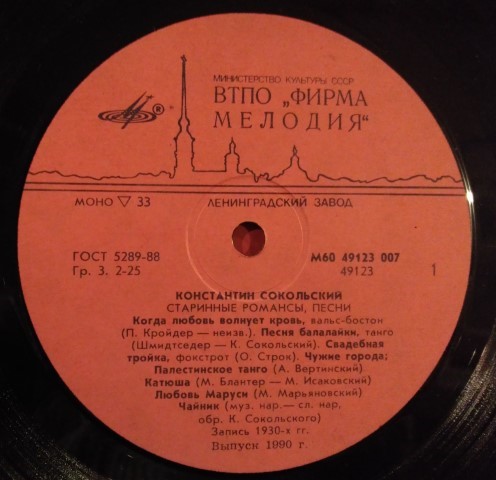 МИНИСТЕРСТВО КУЛЬТУРЫ СССР
ВТПО „ФИРМА
МЕЛОДИЯ“
МОНО ▽ 33 ЛЕНИНГРАДСКИЙ ЗАВОД
ГОСТ 5289-88 М60 49123 007
Гр. 3. 2-25 49123 1
КОНСТАНТИН СОКОЛЬСКИЙ
СТАРИННЫЕ РОМАНСЫ, ПЕСНИ
Когда любовь волнует кровь, вальс-бостон
(П. Кройдер — неизв.). Песня балалайки, танго
(Шмидтседер — К. Сокольский). Свадебная
тройка, фокстрот (О. Строк). Чужие города;
Палестинское танго (А. Вертинский).
Катюша (М. Блантер — М. Исаковский)
Любовь Маруси (М. Марьяновский)
Чайник (муз. нар.— сл. нар,
обр. К. Сокольского)
Запись 1930-х гг.
Выпуск 1990 г.